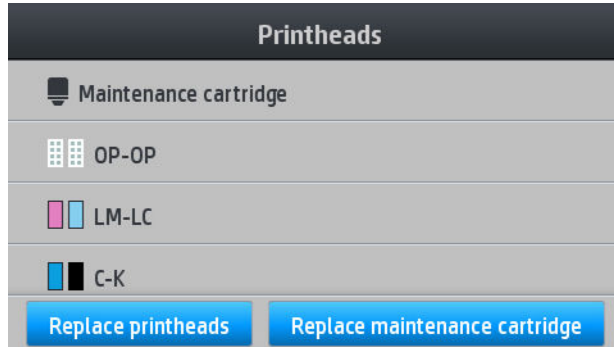 Printheads
Maintenance cartridge
OP-OP
LM-LC
C-K
Replace printheads Replace maintenance cartridge